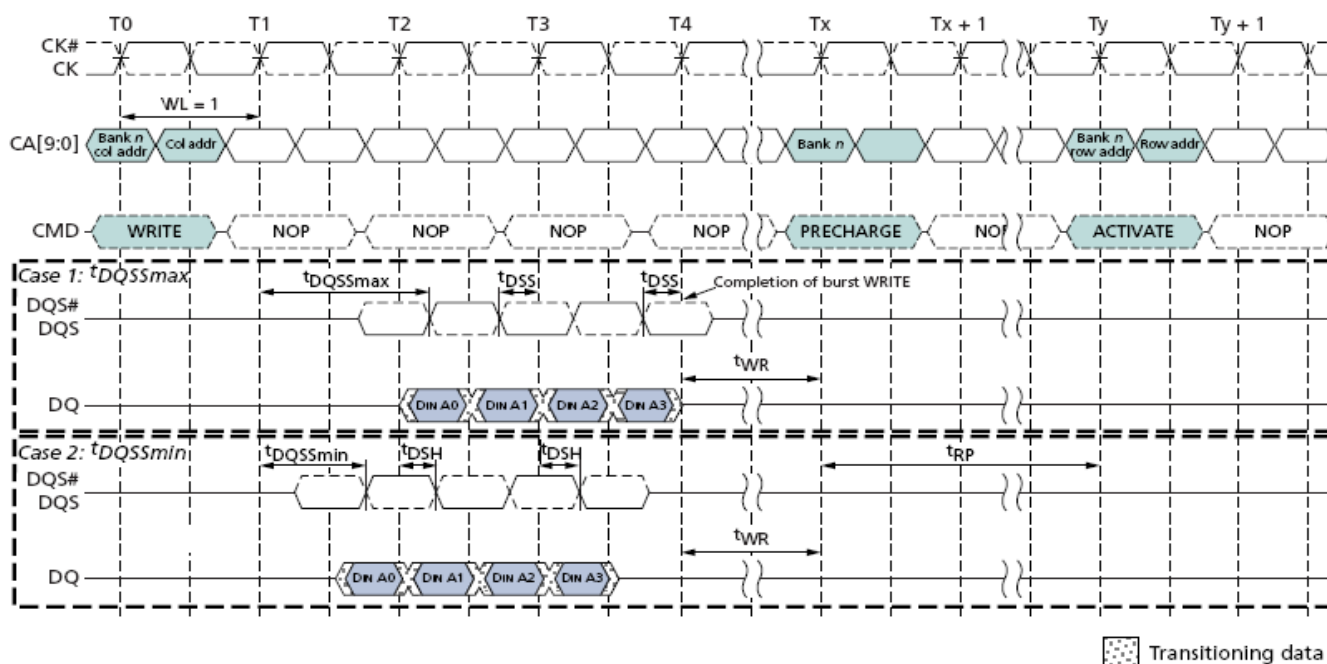 T0 T1 T2 T3 T4 Tx Tx + 1 Ty Ty + 1
CK#
CK
WL = 1
CA[9:0] Bank n col addr Col addr Bank n Bank n row addr Row addr
CMD WRITE NOP NOP NOP NOP PRECHARGE NOP ACTIVATE NOP
Case 1: tDQSSmax
tDQSSmax tDSS tDSS Completion of burst WRITE
DQS#
DQS
tWR
DQ DIN A0 DIN A1 DIN A2 DIN A3
Case 2: tDQSSmin
tDQSSmin tDSH tDSH tRP
DQS#
DQS
tWR
DQ DIN A0 DIN A1 DIN A2 DIN A3
Transitioning data